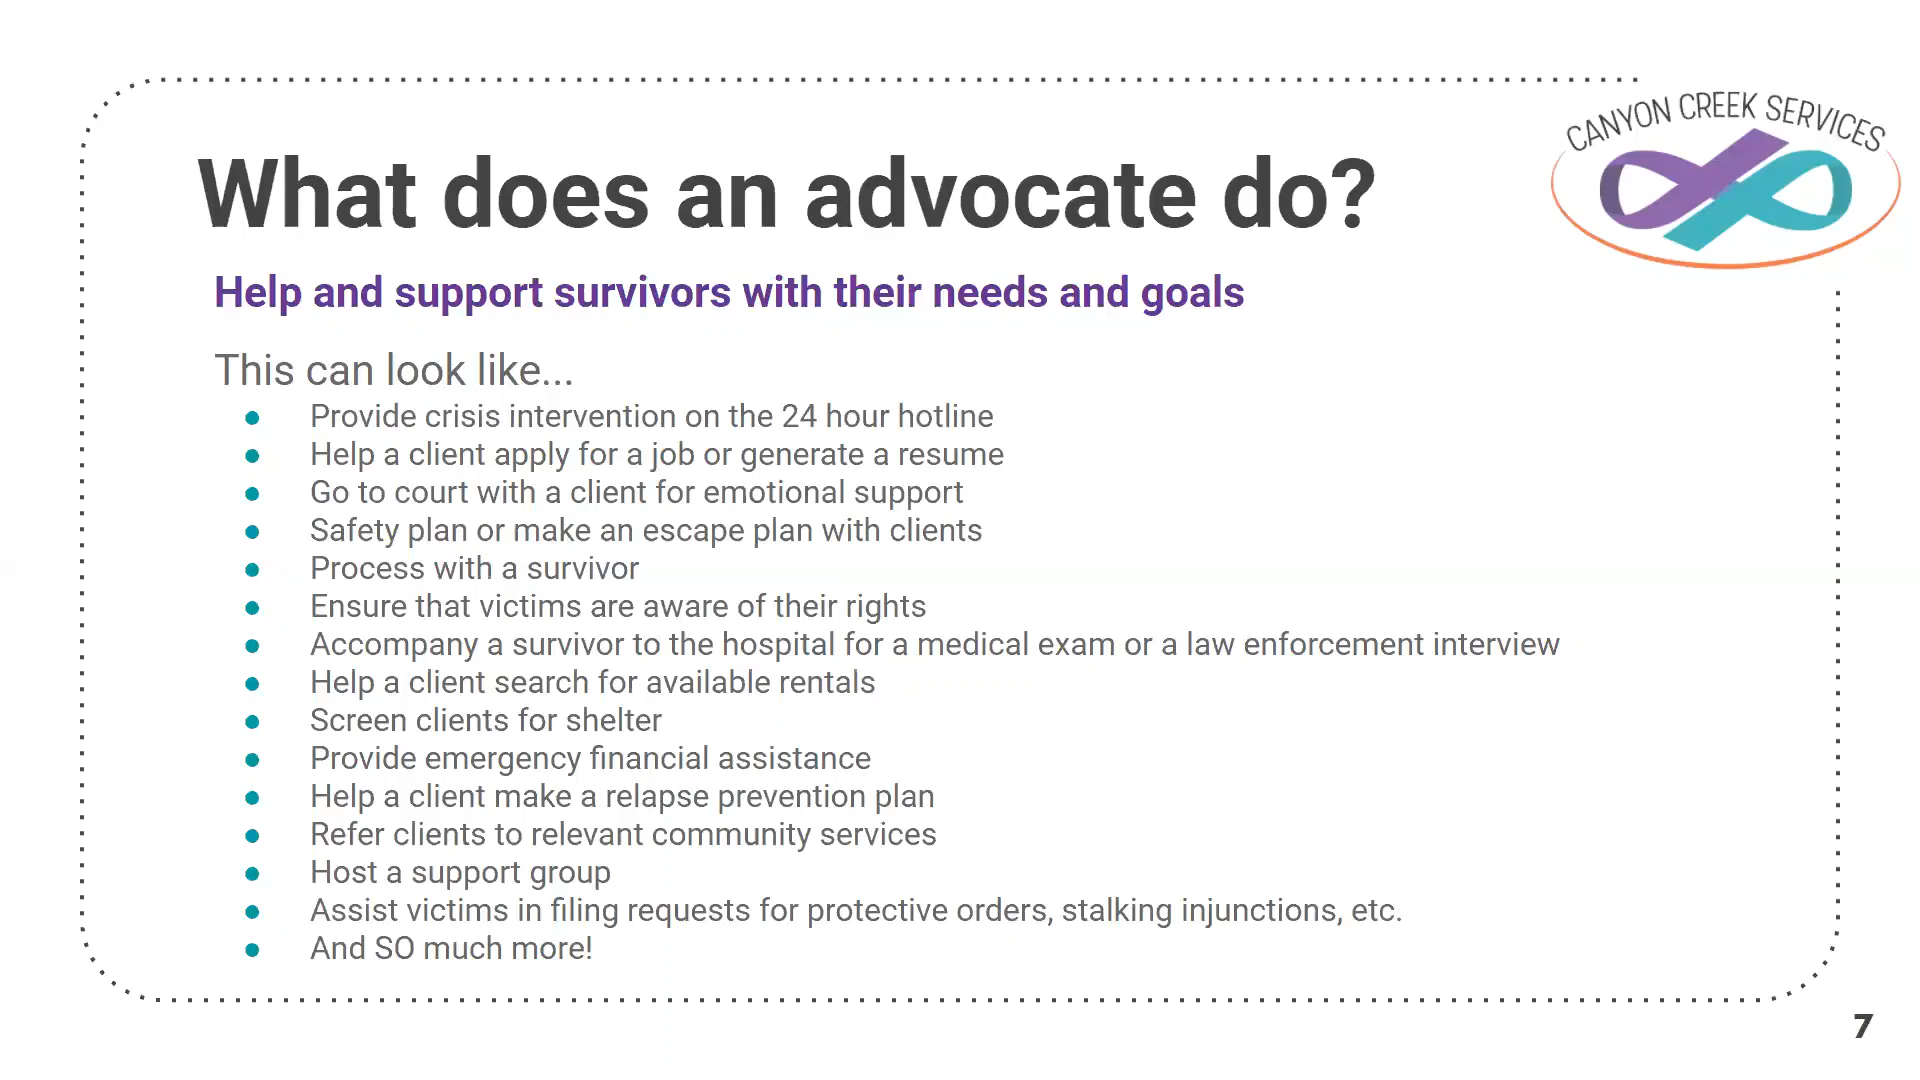 CANYON CREEK SERVICES
What does an advocate do?
Help and support survivors with their needs and goals
This can look like...
● Provide crisis intervention on the 24 hour hotline
● Help a client apply for a job or generate a resume
● Go to court with a client for emotional support
● Safety plan or make an escape plan with clients
● Process with a survivor
● Ensure that victims are aware of their rights
● Accompany a survivor to the hospital for a medical exam or a law enforcement interview
● Help a client search for available rentals
● Screen clients for shelter
● Provide emergency financial assistance
● Help a client make a relapse prevention plan
● Refer clients to relevant community services
● Host a support group
● Assist victims in filing requests for protective orders, stalking injunctions, etc.
● And SO much more!
7